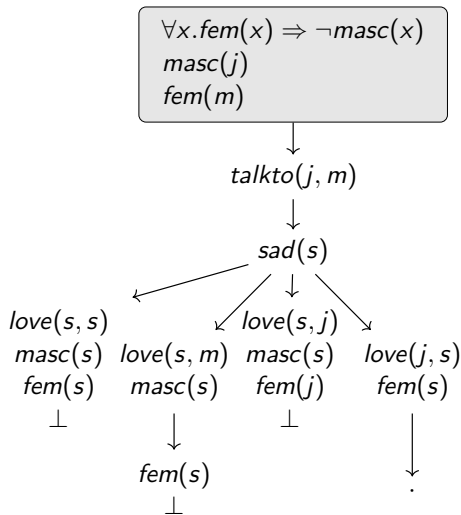 ∀x.fem(x) ⇒ ¬masc(x)
masc(j)
fem(m)
talkto(j, m)
sad(s)
love(s, s)
masc(s)
fem(s)
⊥
love(s, m)
masc(s)
fem(s)
⊥
love(s, j)
masc(s)
fem(j)
⊥
love(j, s)
fem(s)
.